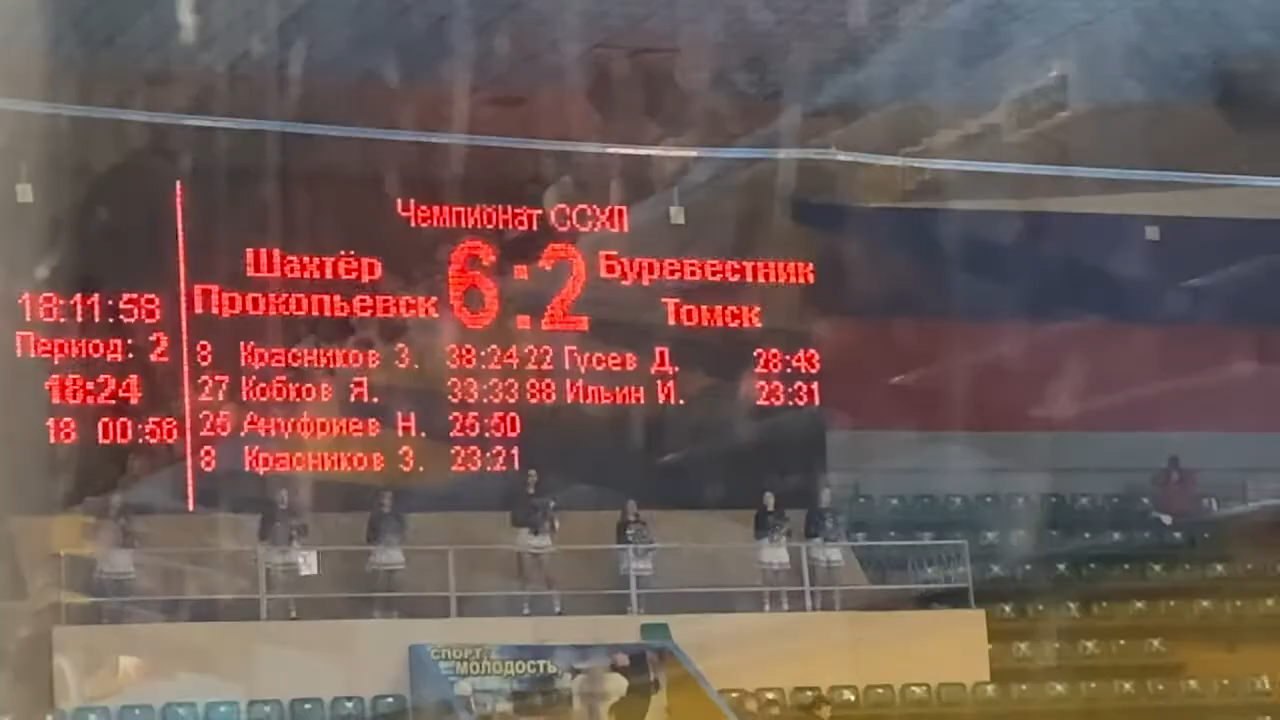 Чемпионат ССХЛ
Шахтёр
Прокопьевск
6:2
Буревестник
Томск
18:11:58
Период: 2
18:24
18 00:56
8 Красников З. 38:24
27 Кобков Я. 33:33
25 Ануфриев Н. 25:50
8 Красников З. 23:21
22 Гусев Д. 28:43
88 Ильин И. 23:31
СПОРТ,
МОЛОДОСТЬ,